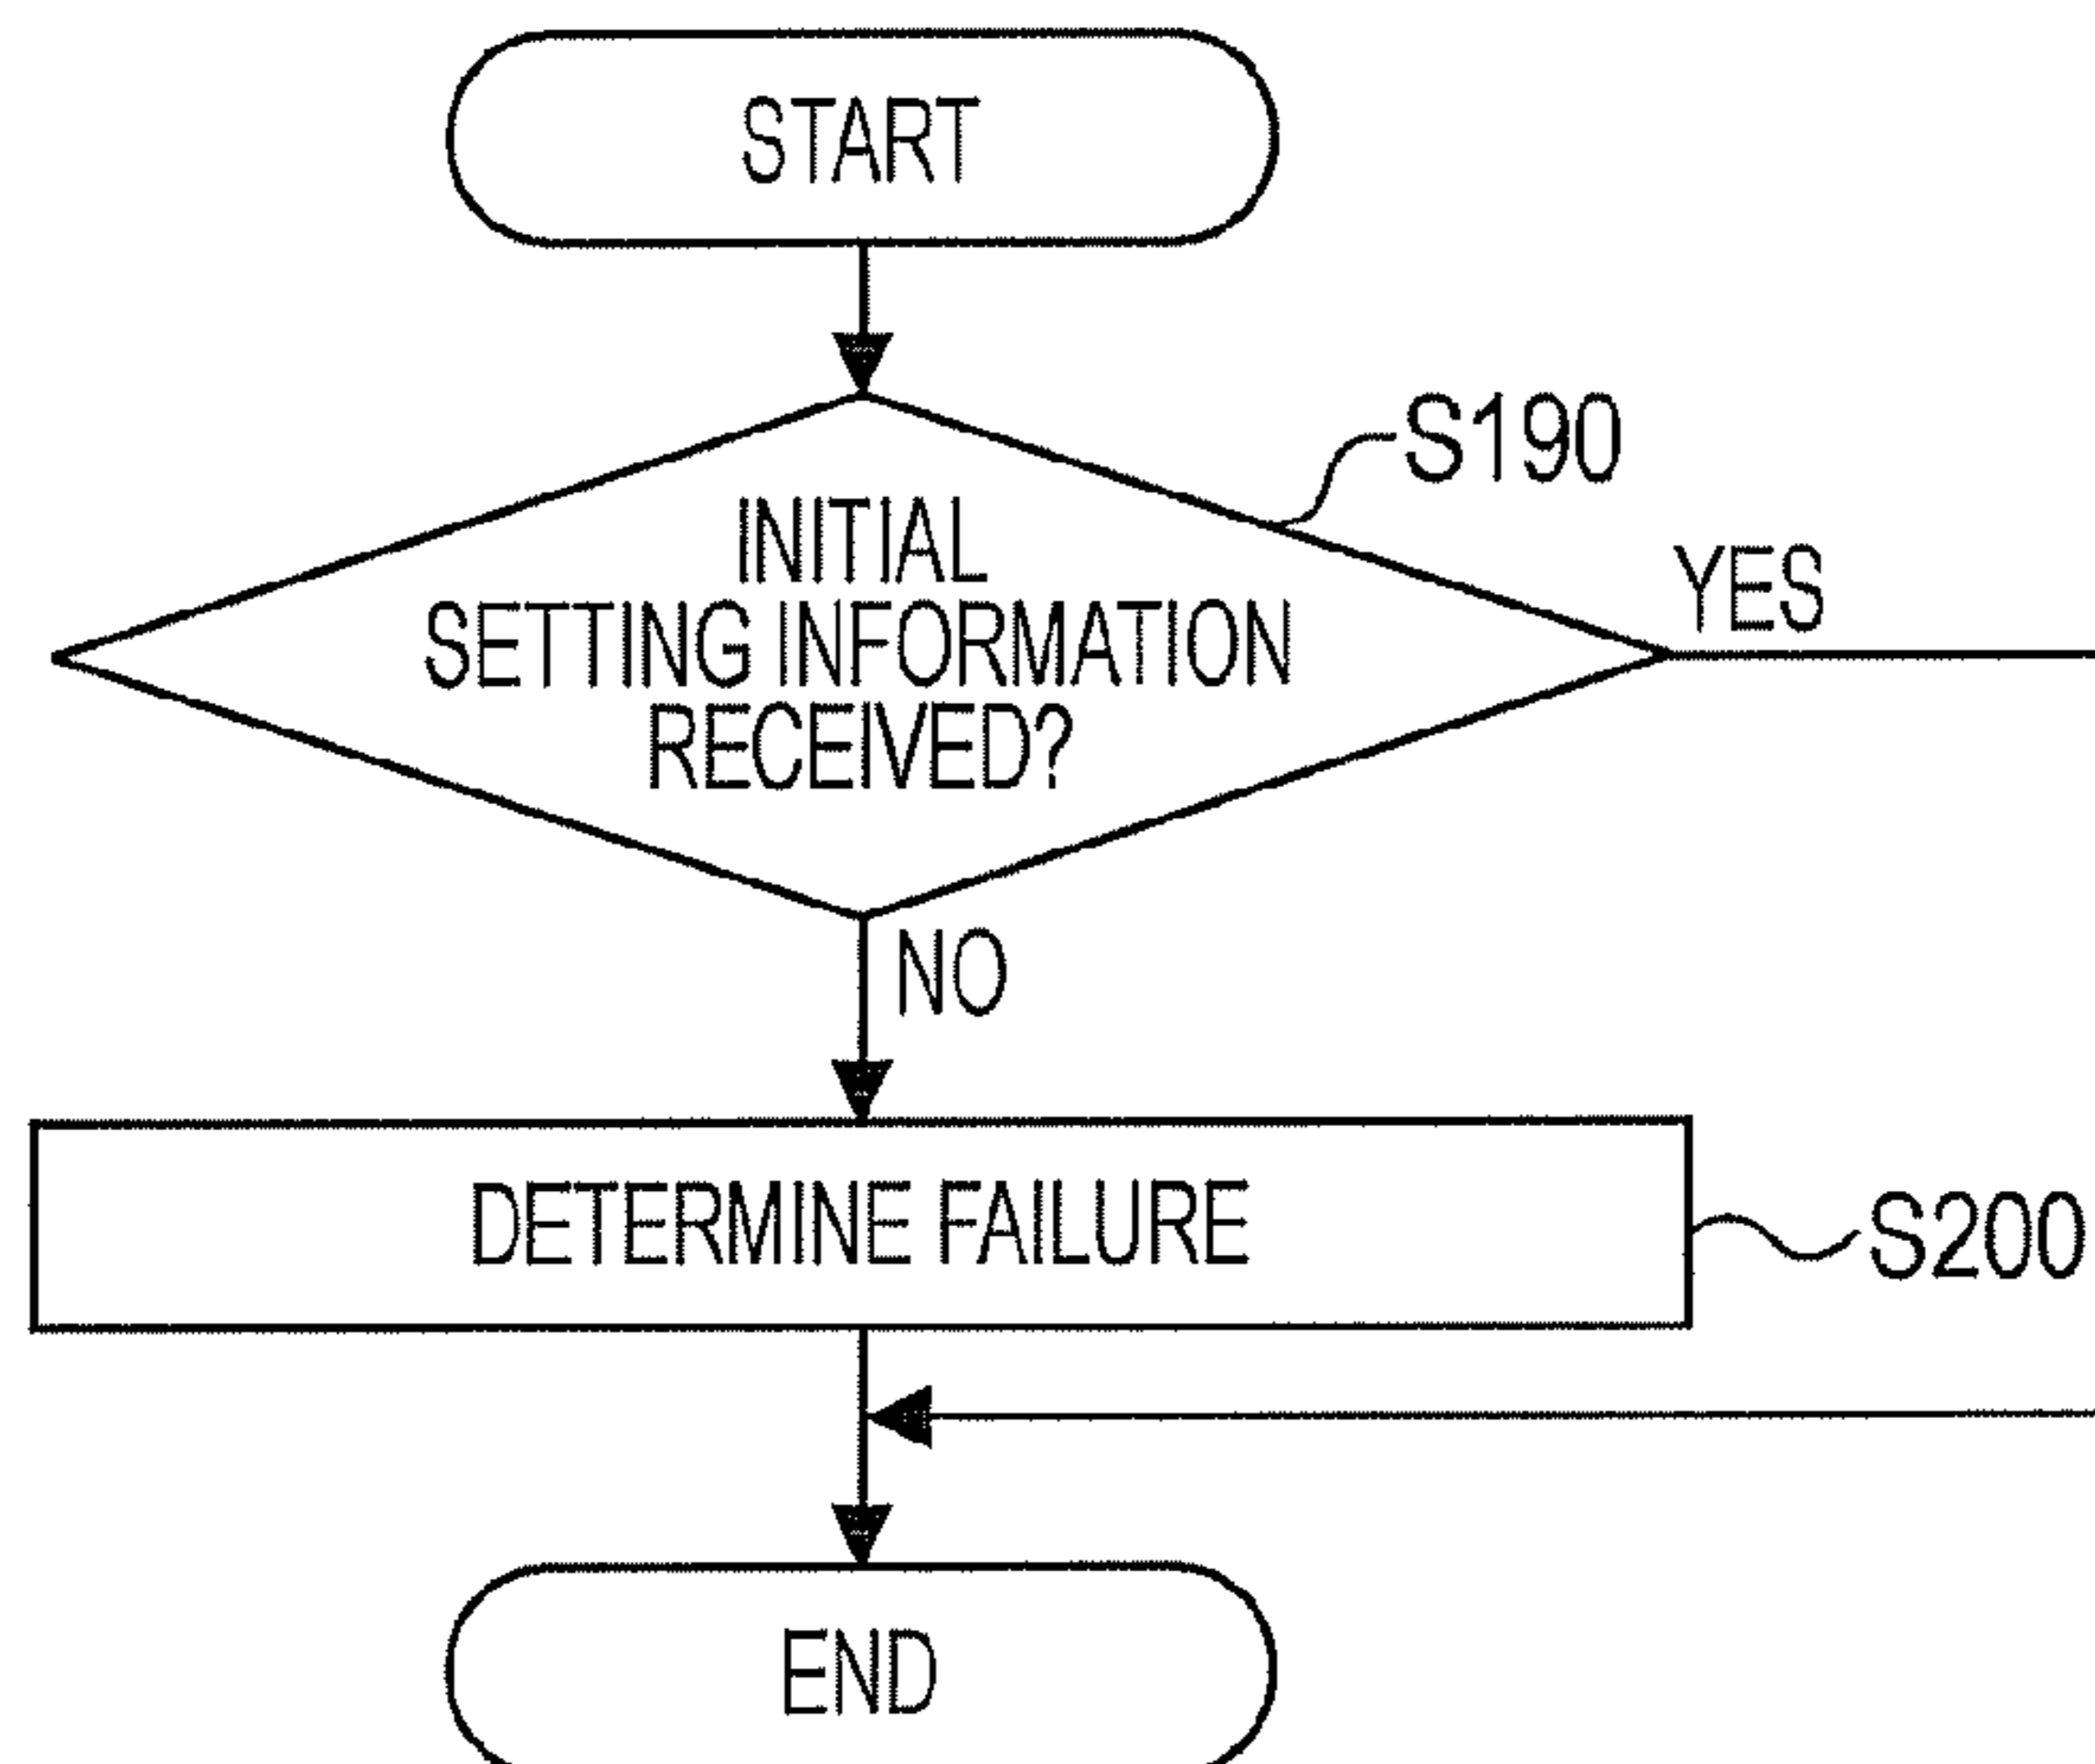 START
S190
INITIAL
SETTING INFORMATION
RECEIVED?
YES
NO
DETERMINE FAILURE
S200
END